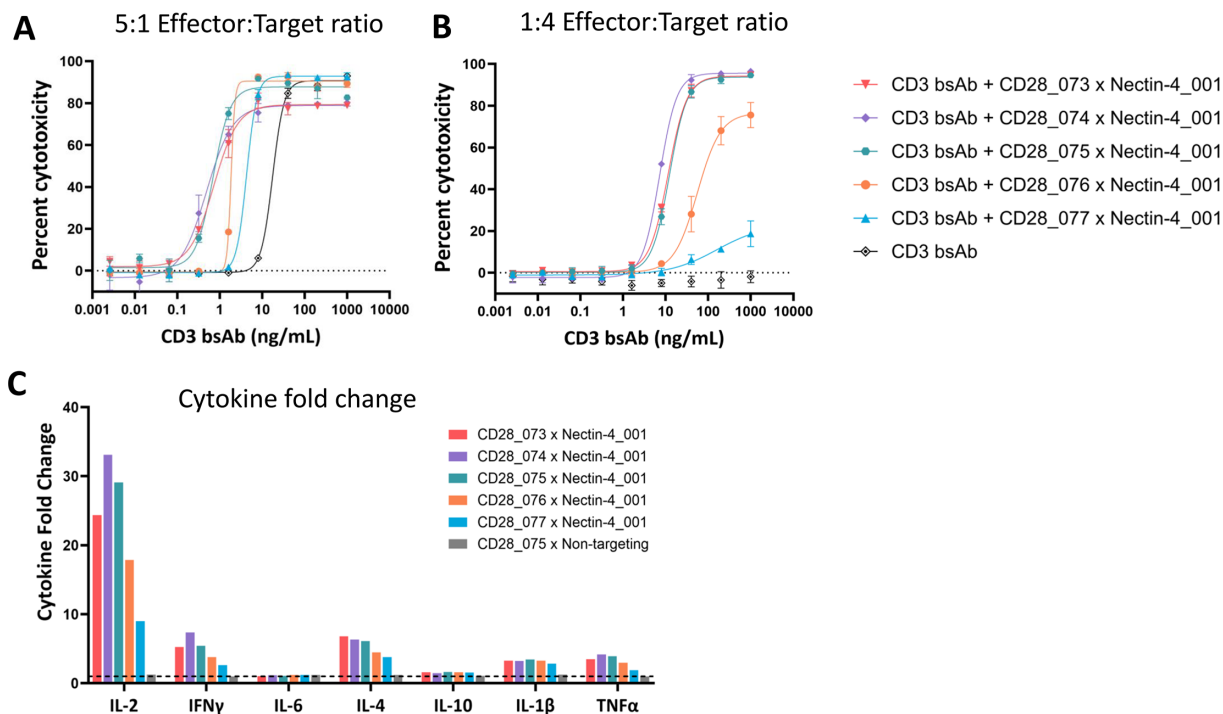 A
5:1 Effector:Target ratio
100
80
60
40
20
0
Percent cytotoxicity
0.001 0.01 0.1 1 10 100 1000 10000
CD3 bsAb (ng/mL)
B
1:4 Effector:Target ratio
100
80
60
40
20
0
Percent cytotoxicity
0.001 0.01 0.1 1 10 100 1000 10000
CD3 bsAb (ng/mL)
CD3 bsAb + CD28_073 x Nectin-4_001
CD3 bsAb + CD28_074 x Nectin-4_001
CD3 bsAb + CD28_075 x Nectin-4_001
CD3 bsAb + CD28_076 x Nectin-4_001
CD3 bsAb + CD28_077 x Nectin-4_001
CD3 bsAb
C
Cytokine fold change
40
30
20
10
0
Cytokine Fold Change
CD28_073 x Nectin-4_001
CD28_074 x Nectin-4_001
CD28_075 x Nectin-4_001
CD28_076 x Nectin-4_001
CD28_077 x Nectin-4_001
CD28_075 x Non-targeting
IL-2 IFNγ IL-6 IL-4 IL-10 IL-1β TNFα